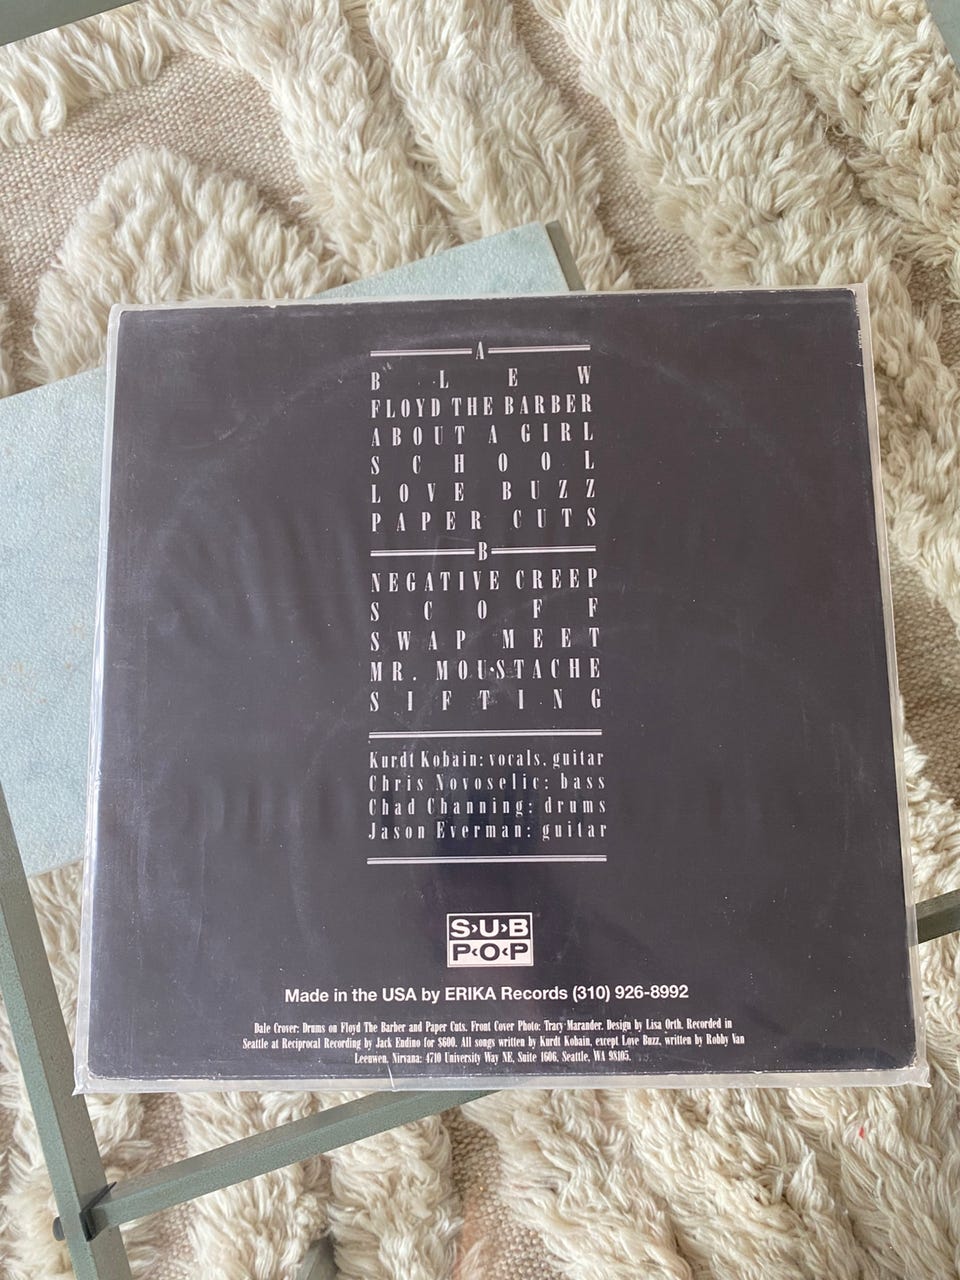 A
BLEW
FLOYD THE BARBER
ABOUT A GIRL
SCHOOL
LOVE BUZZ
PAPER CUTS
B
NEGATIVE CREEP
SCOFF
SWAP MEET
MR. MOUSTACHE
SIFTING
Kurdt Kobain: vocals, guitar
Chris Novoselic: bass
Chad Channing: drums
Jason Everman: guitar
S›U›B
P‹O‹P
Made in the USA by ERIKA Records (310) 926-8992
Dale Crover: Drums on Floyd The Barber and Paper Cuts. Front Cover Photo: Tracy Marander. Design by Lisa Orth. Recorded in
Seattle at Reciprocal Recording by Jack Endino for $600. All songs written by Kurdt Kobain, except Love Buzz, written by Robby Van
Leeuwen. Nirvana: 4710 University Way NE, Suite 1606, Seattle, WA 98105.